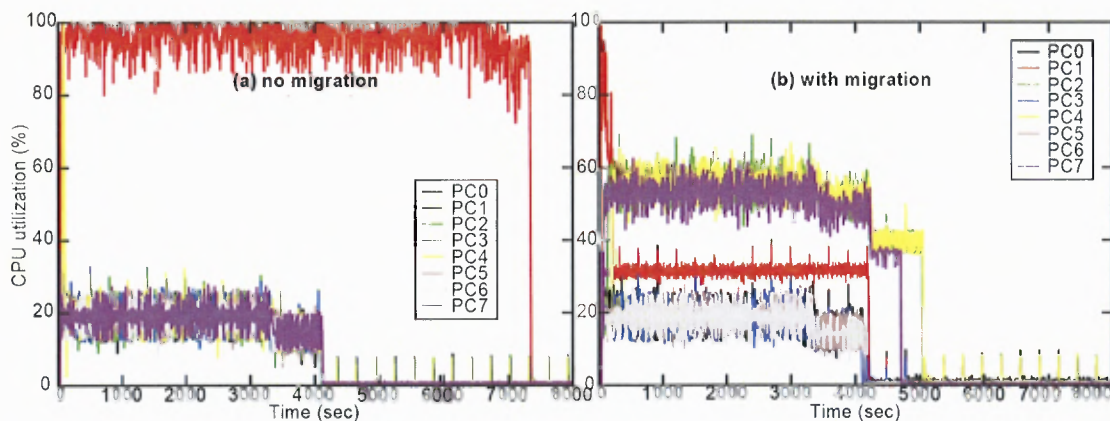 (a) no migration
CPU utilization (%)
100
80
60
40
20
0
0 1000 2000 3000 4000 5000 6000 7000 8000
Time (sec)
PC0
PC1
PC2
PC3
PC4
PC5
PC6
PC7
(b) with migration
100
80
60
40
20
0
0 1000 2000 3000 4000 5000 6000 7000 8000
Time (sec)
PC0
PC1
PC2
PC3
PC4
PC5
PC6
PC7